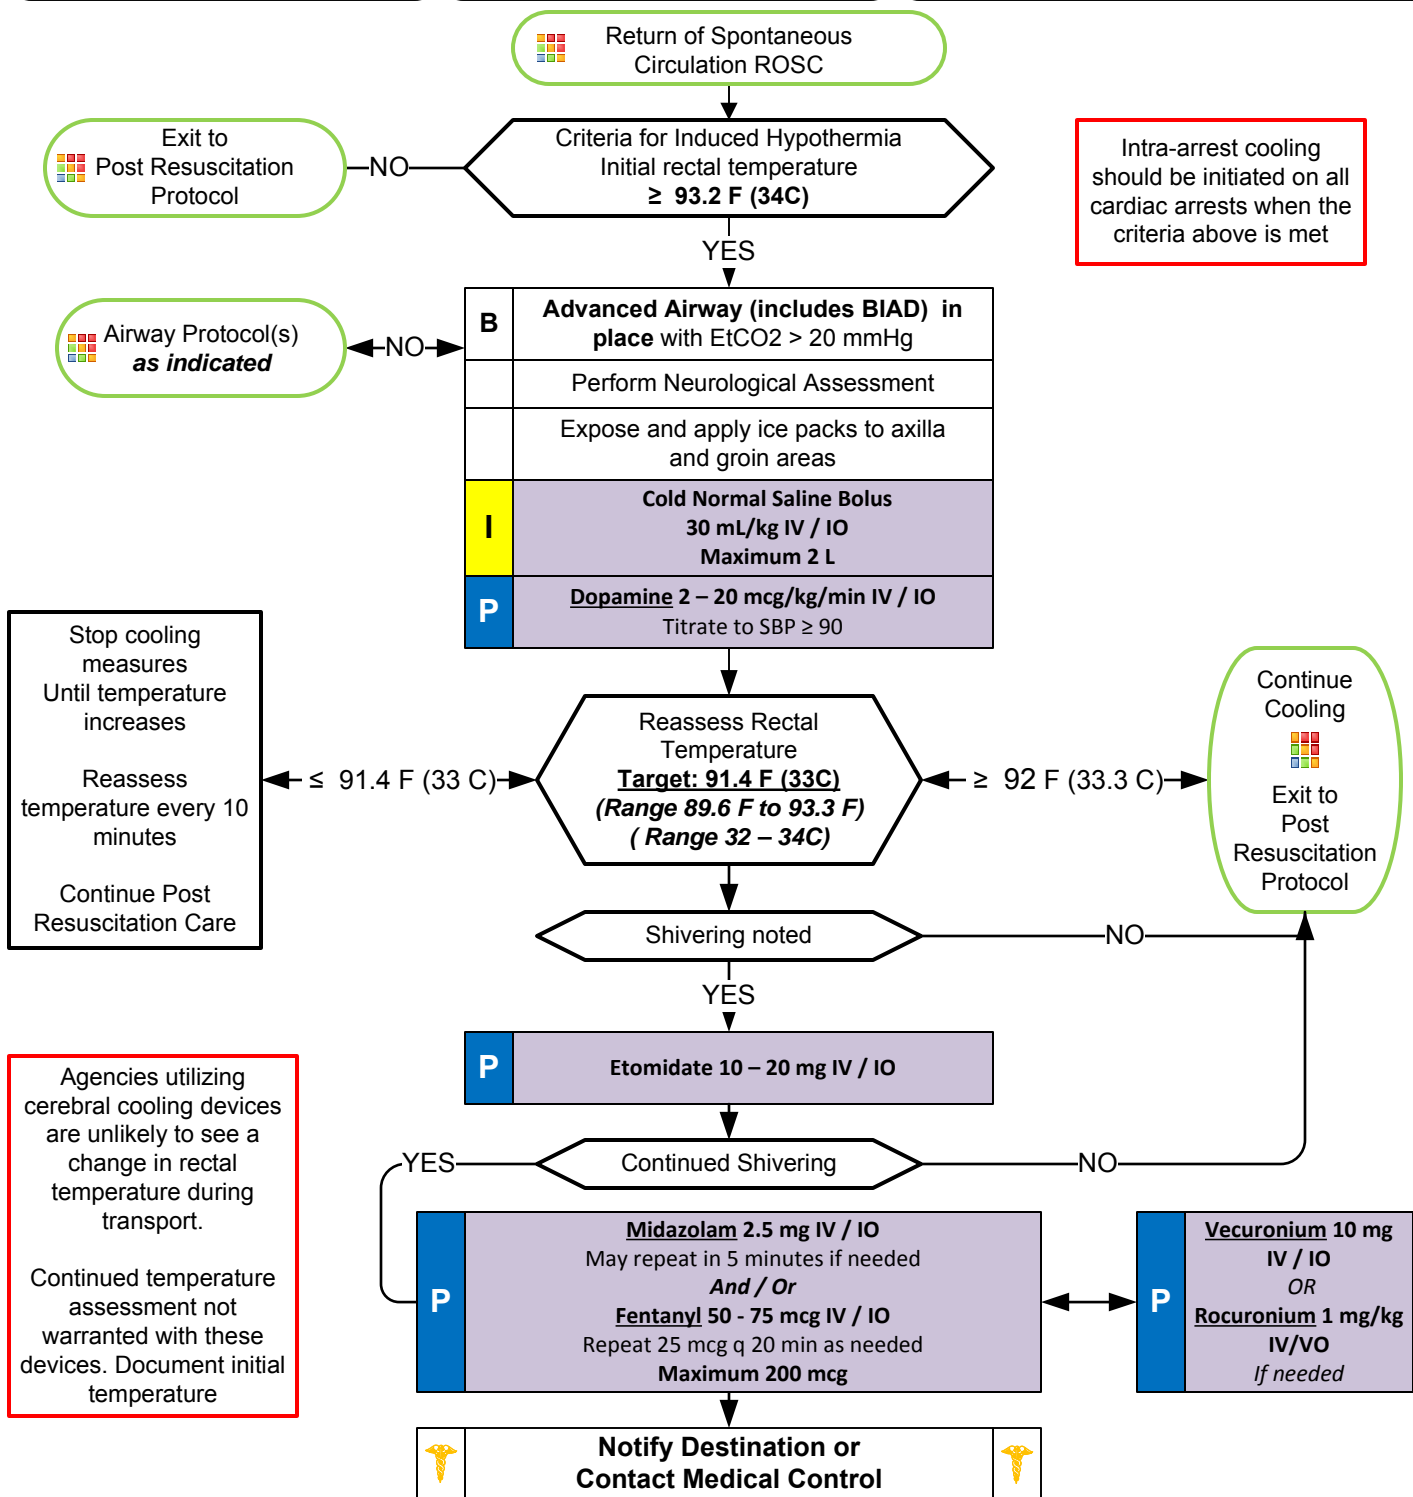 Return of Spontaneous
Circulation ROSC
Exit to
Post Resuscitation
Protocol
NO
Criteria for Induced Hypothermia
Initial rectal temperature
≥ 93.2 F (34C)
Intra-arrest cooling
should be initiated on all
cardiac arrests when the
criteria above is met
YES
Airway Protocol(s)
as indicated
NO
B
Advanced Airway (includes BIAD) in
place with EtCO2 > 20 mmHg
Perform Neurological Assessment
Expose and apply ice packs to axilla
and groin areas
I
Cold Normal Saline Bolus
30 mL/kg IV / IO
Maximum 2 L
P
Dopamine 2 – 20 mcg/kg/min IV / IO
Titrate to SBP ≥ 90
Stop cooling
measures
Until temperature
increases
Reassess
temperature every 10
minutes
Continue Post
Resuscitation Care
≤ 91.4 F (33 C)
Reassess Rectal
Temperature
Target: 91.4 F (33C)
(Range 89.6 F to 93.3 F)
( Range 32 – 34C)
≥ 92 F (33.3 C)
Continue
Cooling
Exit to
Post
Resuscitation
Protocol
Shivering noted
NO
YES
P
Etomidate 10 – 20 mg IV / IO
Agencies utilizing
cerebral cooling devices
are unlikely to see a
change in rectal
temperature during
transport.
Continued temperature
assessment not
warranted with these
devices. Document initial
temperature
YES
Continued Shivering
NO
P
Midazolam 2.5 mg IV / IO
May repeat in 5 minutes if needed
And / Or
Fentanyl 50 - 75 mcg IV / IO
Repeat 25 mcg q 20 min as needed
Maximum 200 mcg
P
Vecuronium 10 mg
IV / IO
OR
Rocuronium 1 mg/kg
IV/VO
If needed
Notify Destination or
Contact Medical Control